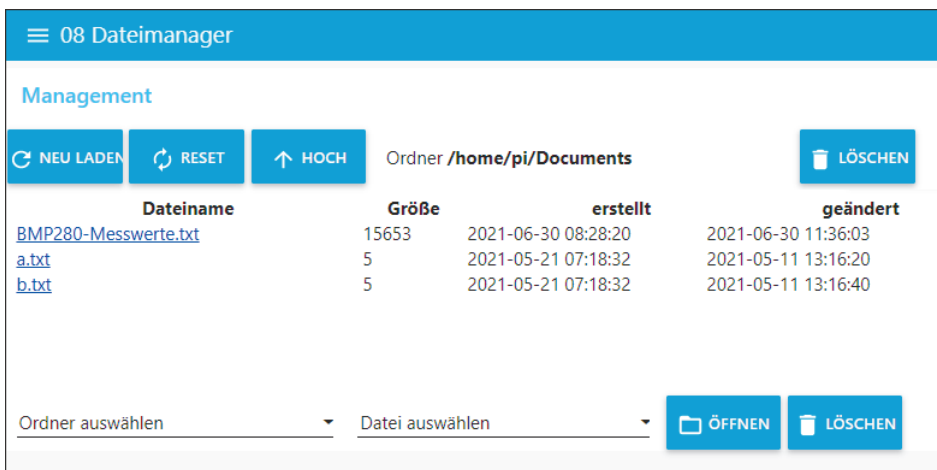 08 Dateimanager
Management
NEU LADEN RESET HOCH Ordner /home/pi/Documents LÖSCHEN
Dateiname Größe erstellt geändert
BMP280-Messwerte.txt 15653 2021-06-30 08:28:20 2021-06-30 11:36:03
a.txt 5 2021-05-21 07:18:32 2021-05-11 13:16:20
b.txt 5 2021-05-21 07:18:32 2021-05-11 13:16:40
Ordner auswählen Datei auswählen ÖFFNEN LÖSCHEN